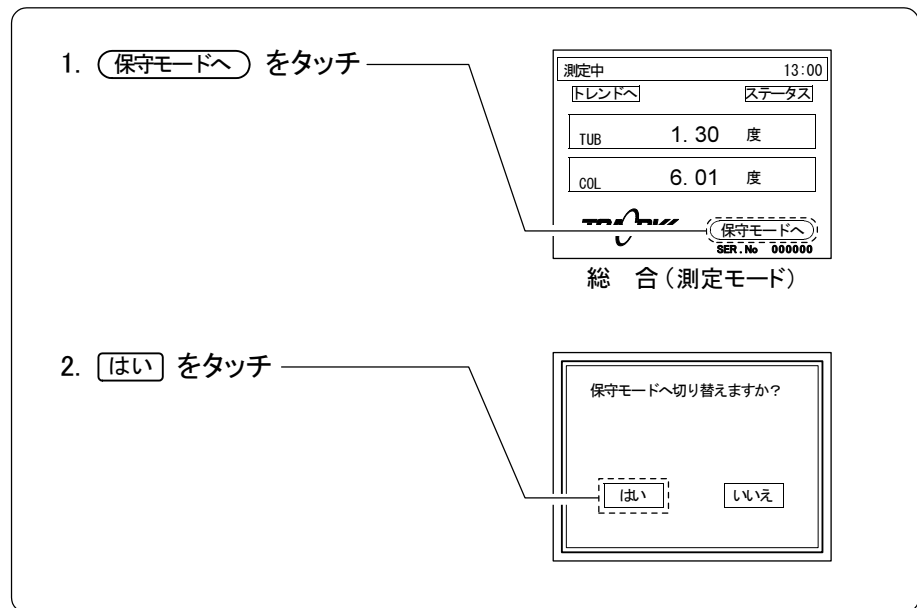 1. 保守モードへ をタッチ
測定中 13:00
トレンドへ ステータス
TUB 1.30 度
COL 6.01 度
保守モードへ
SER.No 000000
総 合(測定モード)
2. はい をタッチ
保守モードへ切り替えますか?
はい いいえ